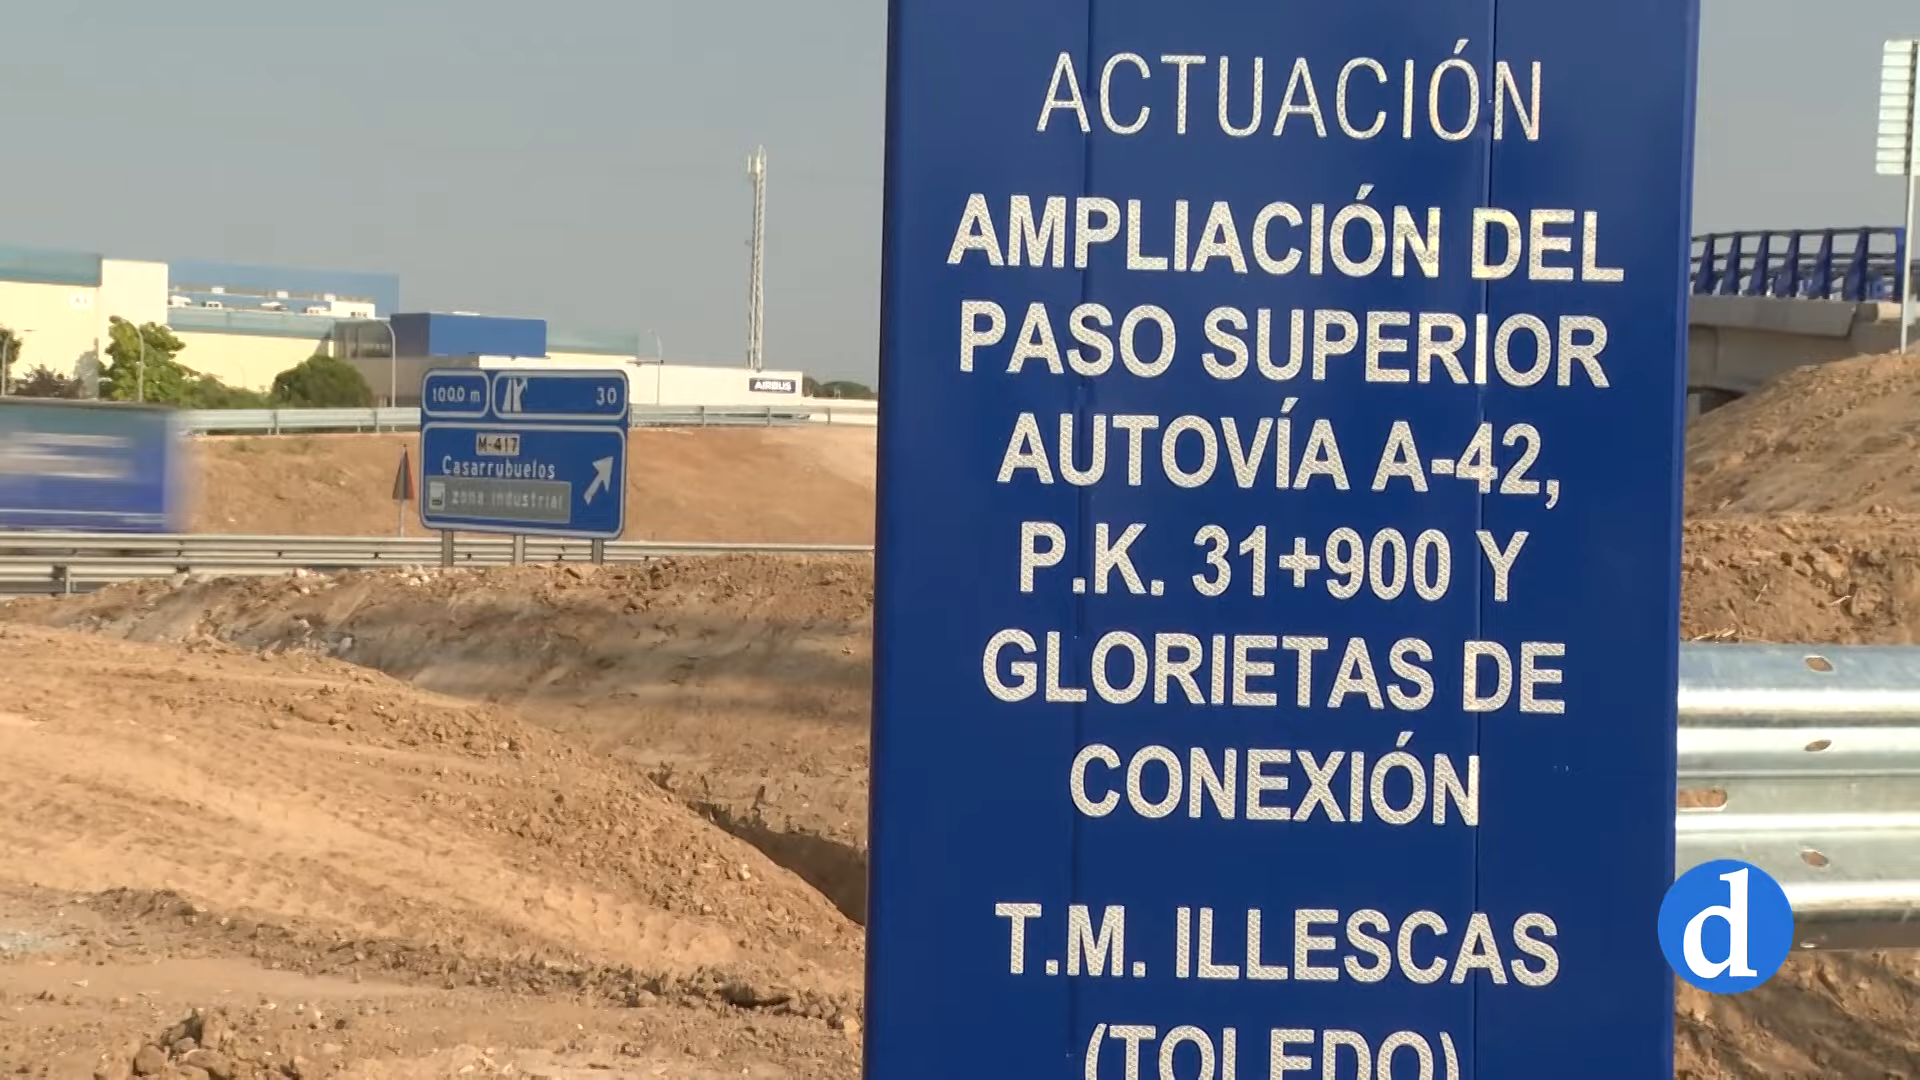 ACTUACIÓN
AMPLIACIÓN DEL
PASO SUPERIOR
AUTOVÍA A-42,
P.K. 31+900 Y
GLORIETAS DE
CONEXIÓN
T.M. ILLESCAS
(TOLEDO)
1000 m
30
M-417
Casarrubuelos
zona industrial
AIRBUS
d